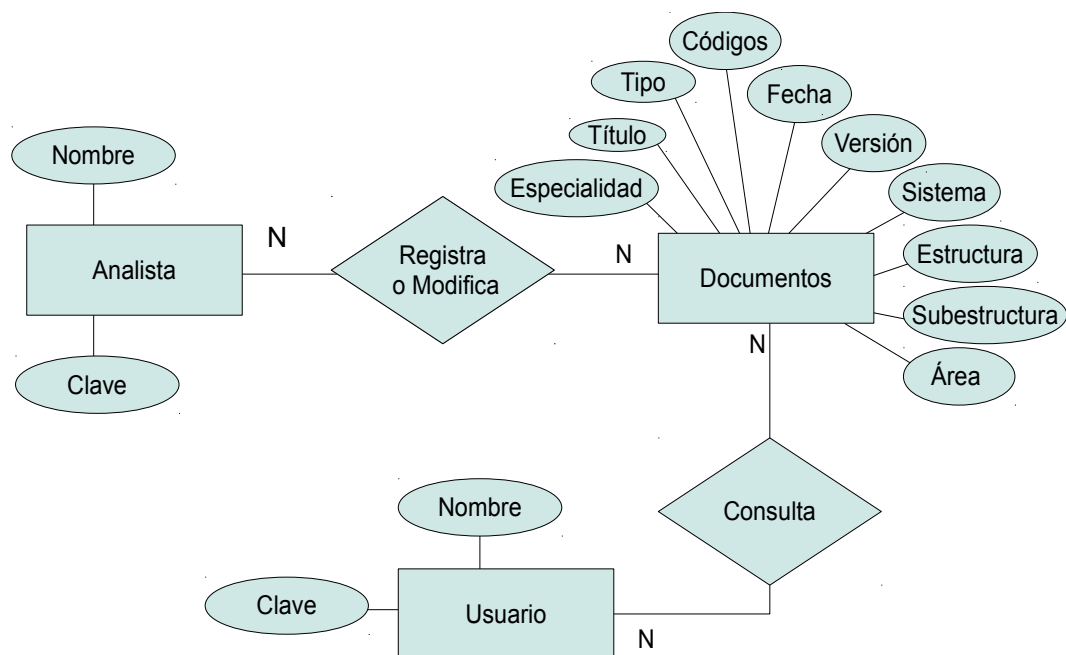 Códigos
Tipo
Fecha
Título
Versión
Nombre
Especialidad
Sistema
N
Registra
o Modifica
N
Analista
Documentos
Estructura
Subestructura
N
Clave
Área
Nombre
Consulta
Clave
Usuario
N